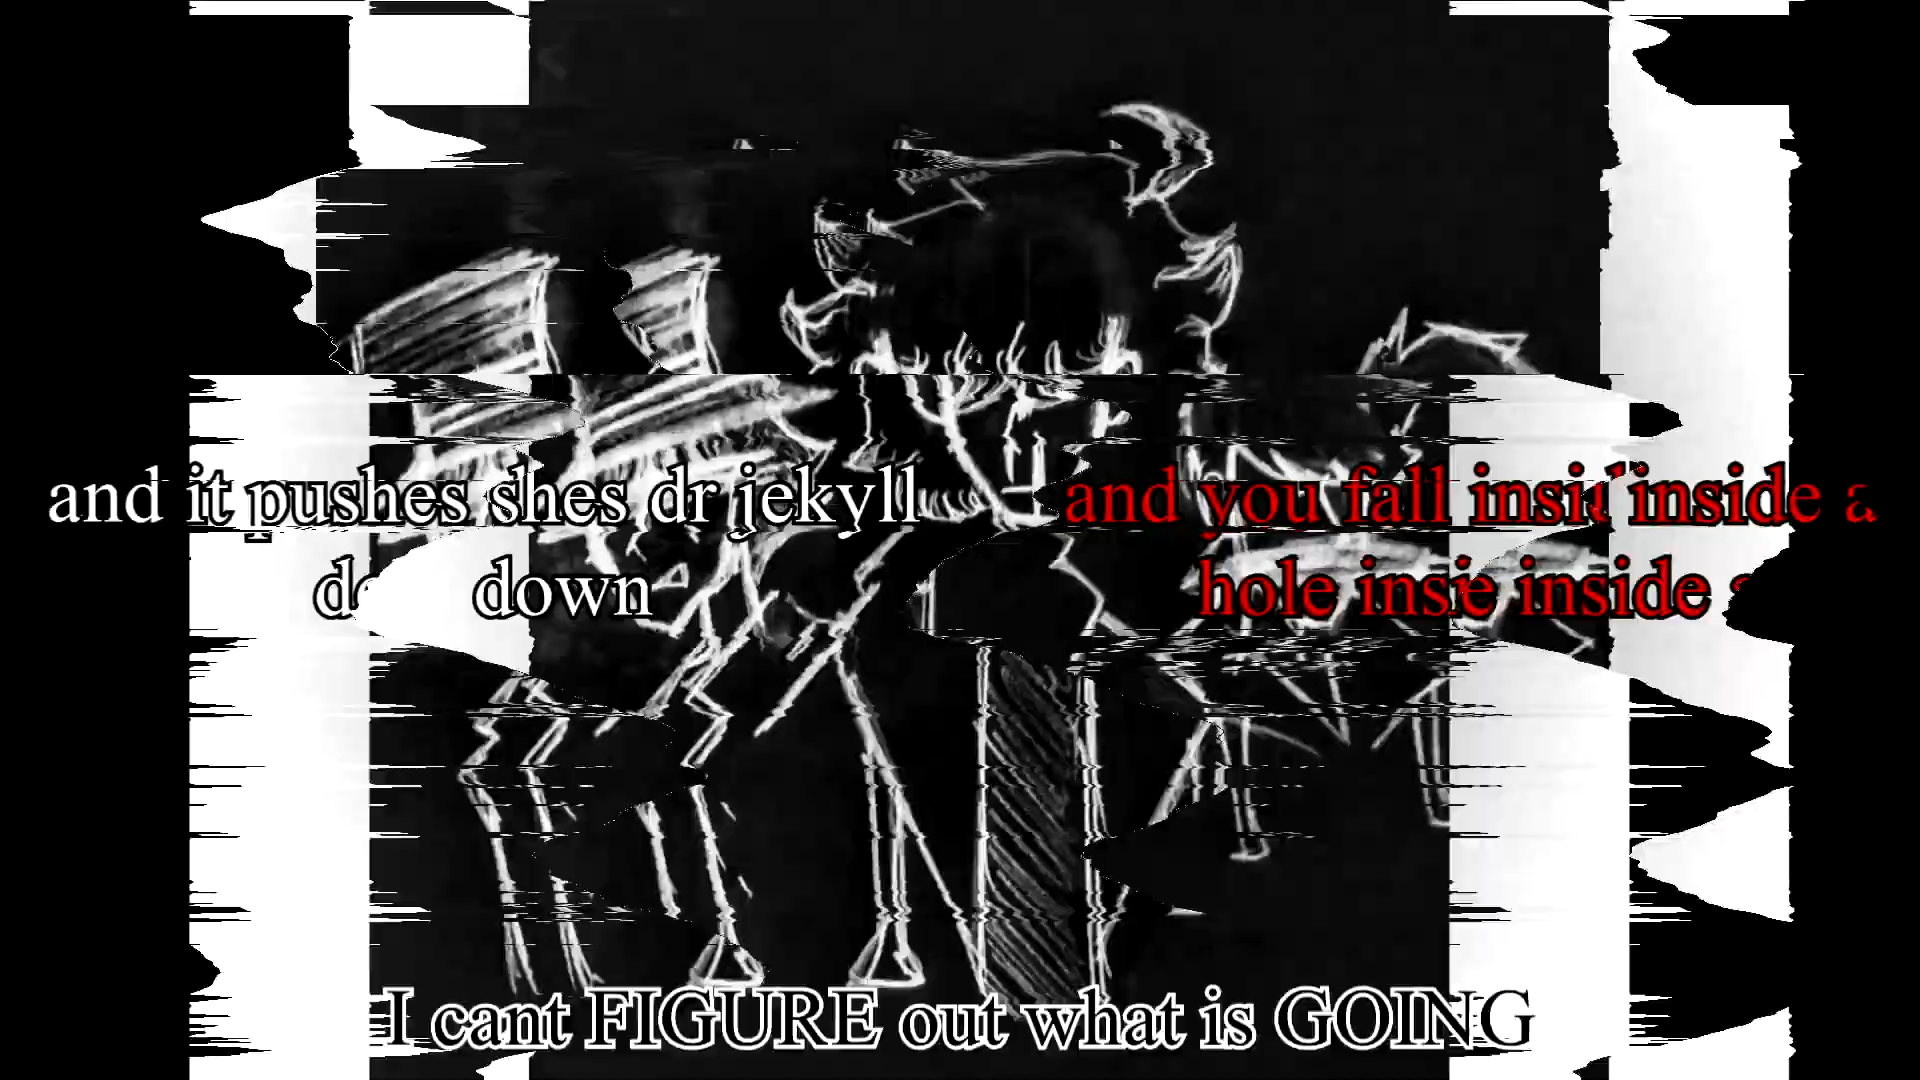 and it pushes shes dr jekyll
down
and you fall insi inside a
hole insie inside a
I cant FIGURE out what is GOING